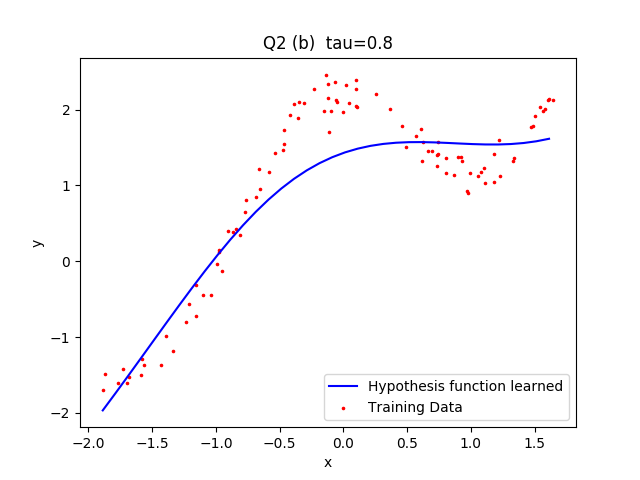 Q2 (b) tau=0.8
y
2
1
0
−1
−2
−2.0 −1.5 −1.0 −0.5 0.0 0.5 1.0 1.5
x
Hypothesis function learned
Training Data